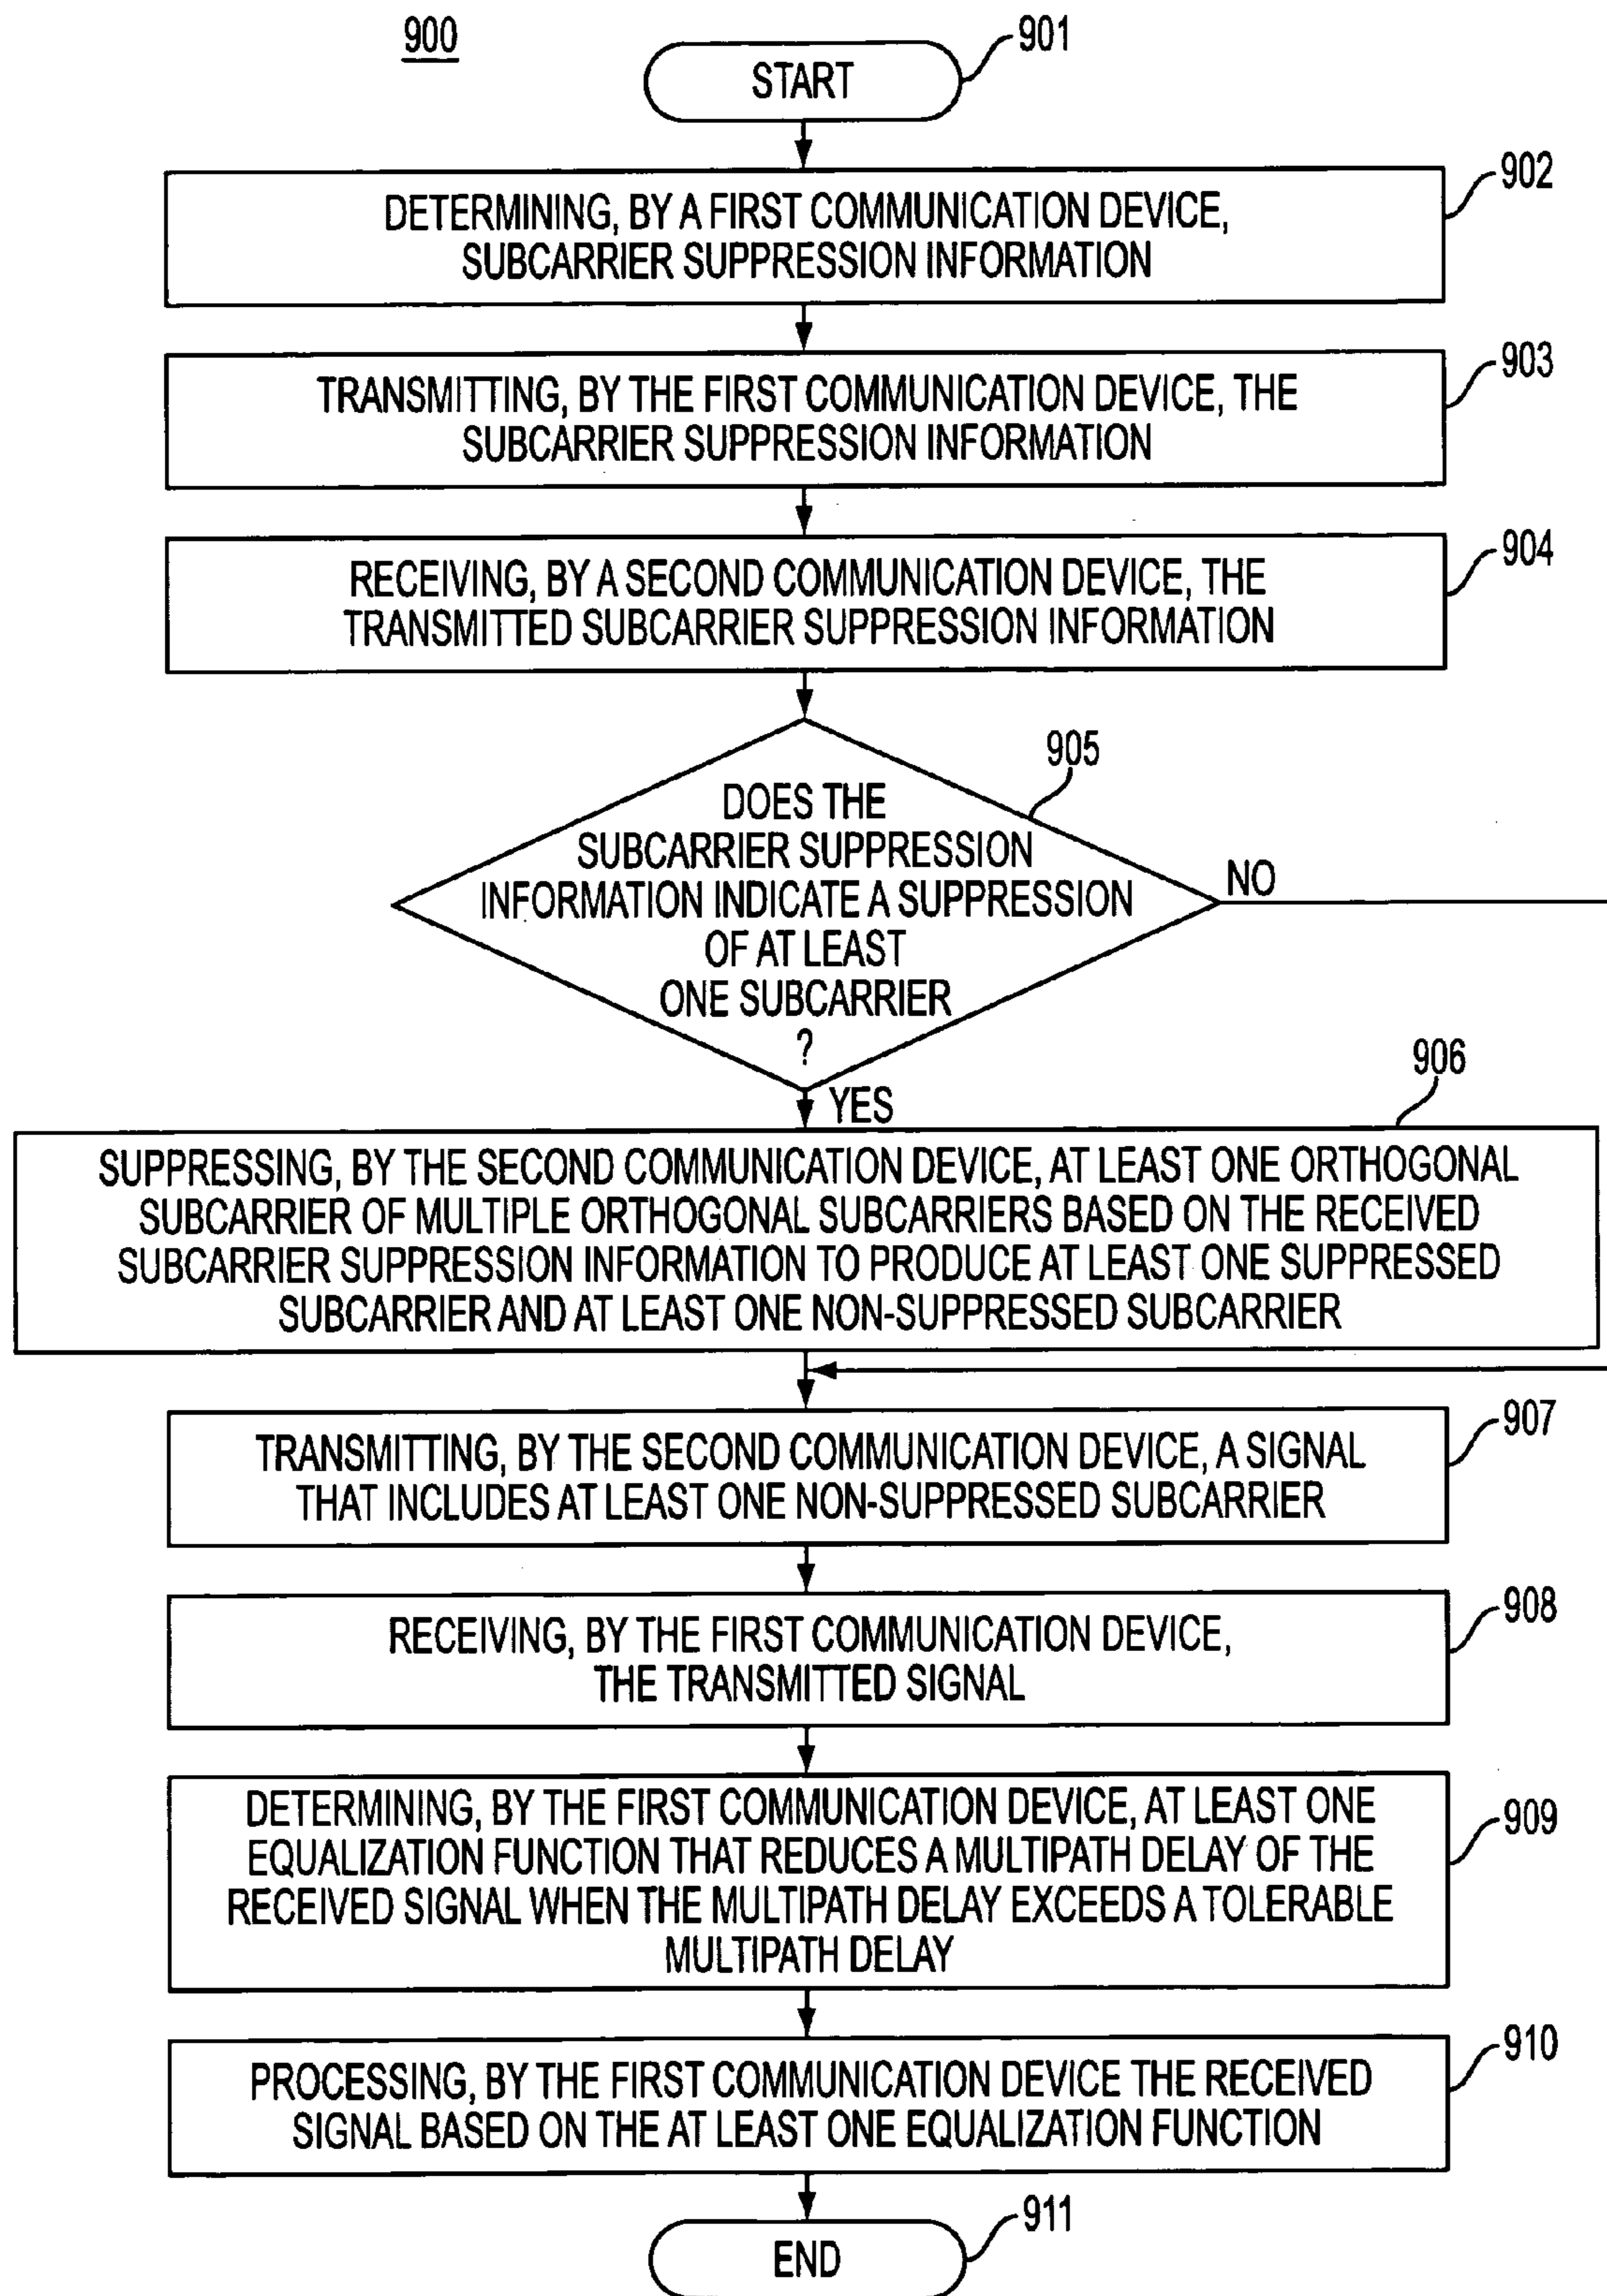 900
START
901
DETERMINING, BY A FIRST COMMUNICATION DEVICE,
SUBCARRIER SUPPRESSION INFORMATION
902
TRANSMITTING, BY THE FIRST COMMUNICATION DEVICE, THE
SUBCARRIER SUPPRESSION INFORMATION
903
RECEIVING, BY A SECOND COMMUNICATION DEVICE, THE
TRANSMITTED SUBCARRIER SUPPRESSION INFORMATION
904
DOES THE
SUBCARRIER SUPPRESSION
INFORMATION INDICATE A SUPPRESSION
OF AT LEAST
ONE SUBCARRIER
?
905
NO
YES
906
SUPPRESSING, BY THE SECOND COMMUNICATION DEVICE, AT LEAST ONE ORTHOGONAL
SUBCARRIER OF MULTIPLE ORTHOGONAL SUBCARRIERS BASED ON THE RECEIVED
SUBCARRIER SUPPRESSION INFORMATION TO PRODUCE AT LEAST ONE SUPPRESSED
SUBCARRIER AND AT LEAST ONE NON-SUPPRESSED SUBCARRIER
907
TRANSMITTING, BY THE SECOND COMMUNICATION DEVICE, A SIGNAL
THAT INCLUDES AT LEAST ONE NON-SUPPRESSED SUBCARRIER
908
RECEIVING, BY THE FIRST COMMUNICATION DEVICE,
THE TRANSMITTED SIGNAL
909
DETERMINING, BY THE FIRST COMMUNICATION DEVICE, AT LEAST ONE
EQUALIZATION FUNCTION THAT REDUCES A MULTIPATH DELAY OF THE
RECEIVED SIGNAL WHEN THE MULTIPATH DELAY EXCEEDS A TOLERABLE
MULTIPATH DELAY
910
PROCESSING, BY THE FIRST COMMUNICATION DEVICE THE RECEIVED
SIGNAL BASED ON THE AT LEAST ONE EQUALIZATION FUNCTION
911
END